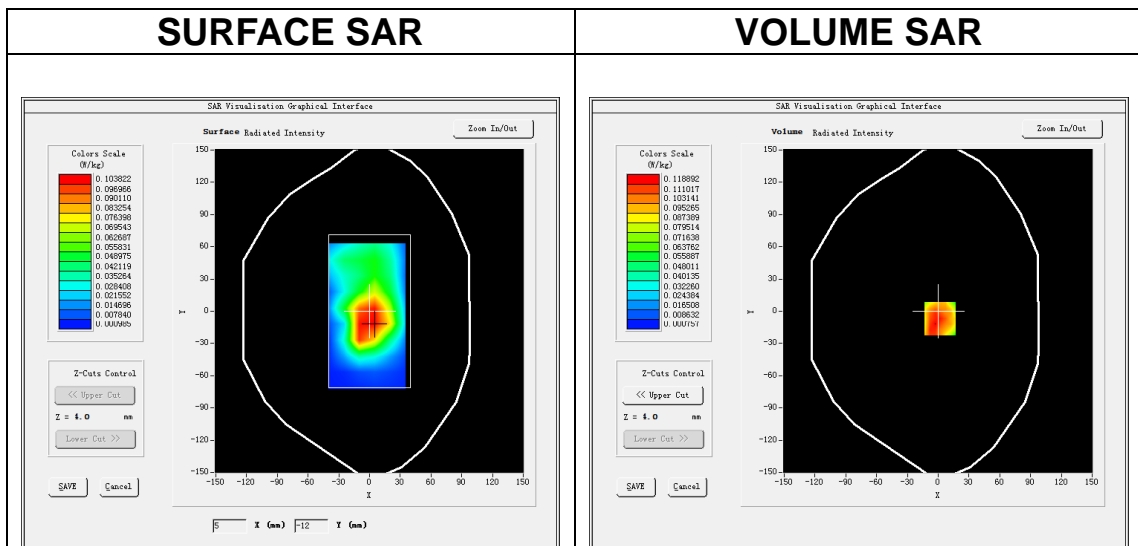 SURFACE SAR
VOLUME SAR
SAR Visualisation Graphical Interface
Surface Radiated Intensity
Zoom In/Out
Colors Scale
(W/kg)
0.103822
0.096966
0.090110
0.083254
0.076398
0.069543
0.062687
0.055831
0.048975
0.042119
0.035264
0.028408
0.021552
0.014696
0.007840
0.000985
150
120
90
60
30
0
-30
-60
-90
-120
-150
Y
-150 -120 -90 -60 -30 0 30 60 90 120 150
X
Z-Cuts Control
<< Upper Cut
Z = 4.0 mm
Lower Cut >>
SAVE Cancel
5 X (mm) -12 Y (mm)
SAR Visualisation Graphical Interface
Volume Radiated Intensity
Zoom In/Out
Colors Scale
(W/kg)
0.118892
0.111017
0.103141
0.095265
0.087389
0.079514
0.071638
0.063762
0.055887
0.048011
0.040135
0.032260
0.024384
0.016508
0.008632
0.000757
150
120
90
60
30
0
-30
-60
-90
-120
-150
Y
-150 -120 -90 -60 -30 0 30 60 90 120 150
X
Z-Cuts Control
<< Upper Cut
Z = 4.0 mm
Lower Cut >>
SAVE Cancel